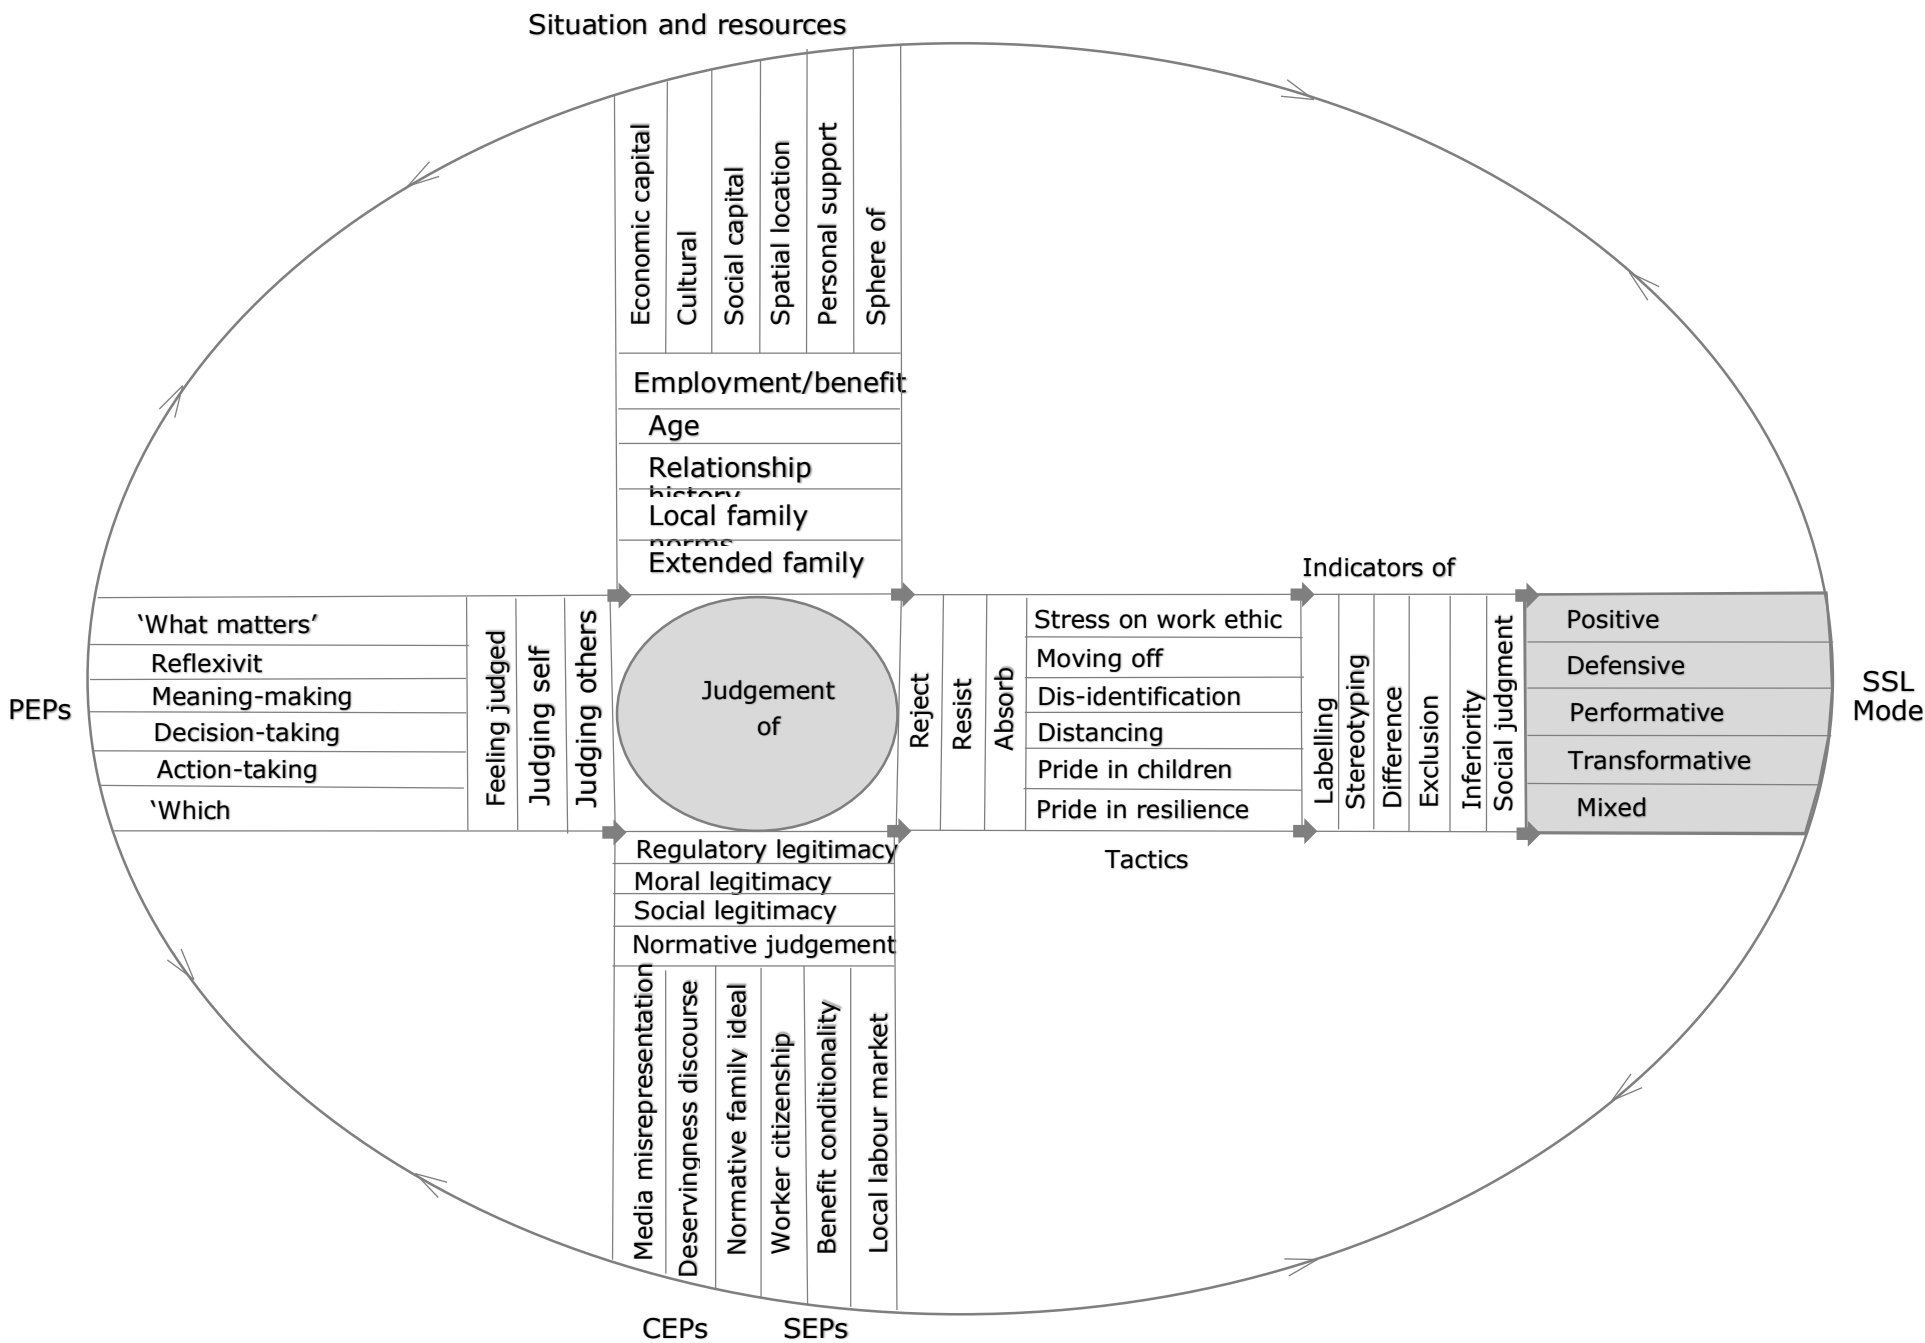 Situation and resources
Economic capital
Cultural
Social capital
Spatial location
Personal support
Sphere of
Employment/benefit
Age
Relationship
history
Local family
norms
Extended family
Indicators of
PEPs
‘What matters’
Reflexivit
Meaning-making
Decision-taking
Action-taking
‘Which
Feeling judged
Judging self
Judging others
Judgement
of
Reject
Resist
Absorb
Stress on work ethic
Moving off
Dis-identification
Distancing
Pride in children
Pride in resilience
Labelling
Stereotyping
Difference
Exclusion
Inferiority
Social judgment
Positive
Defensive
Performative
Transformative
Mixed
SSL
Mode
Tactics
Regulatory legitimacy
Moral legitimacy
Social legitimacy
Normative judgement
Media misrepresentation
Deservingness discourse
Normative family ideal
Worker citizenship
Benefit conditionality
Local labour market
CEPs
SEPs